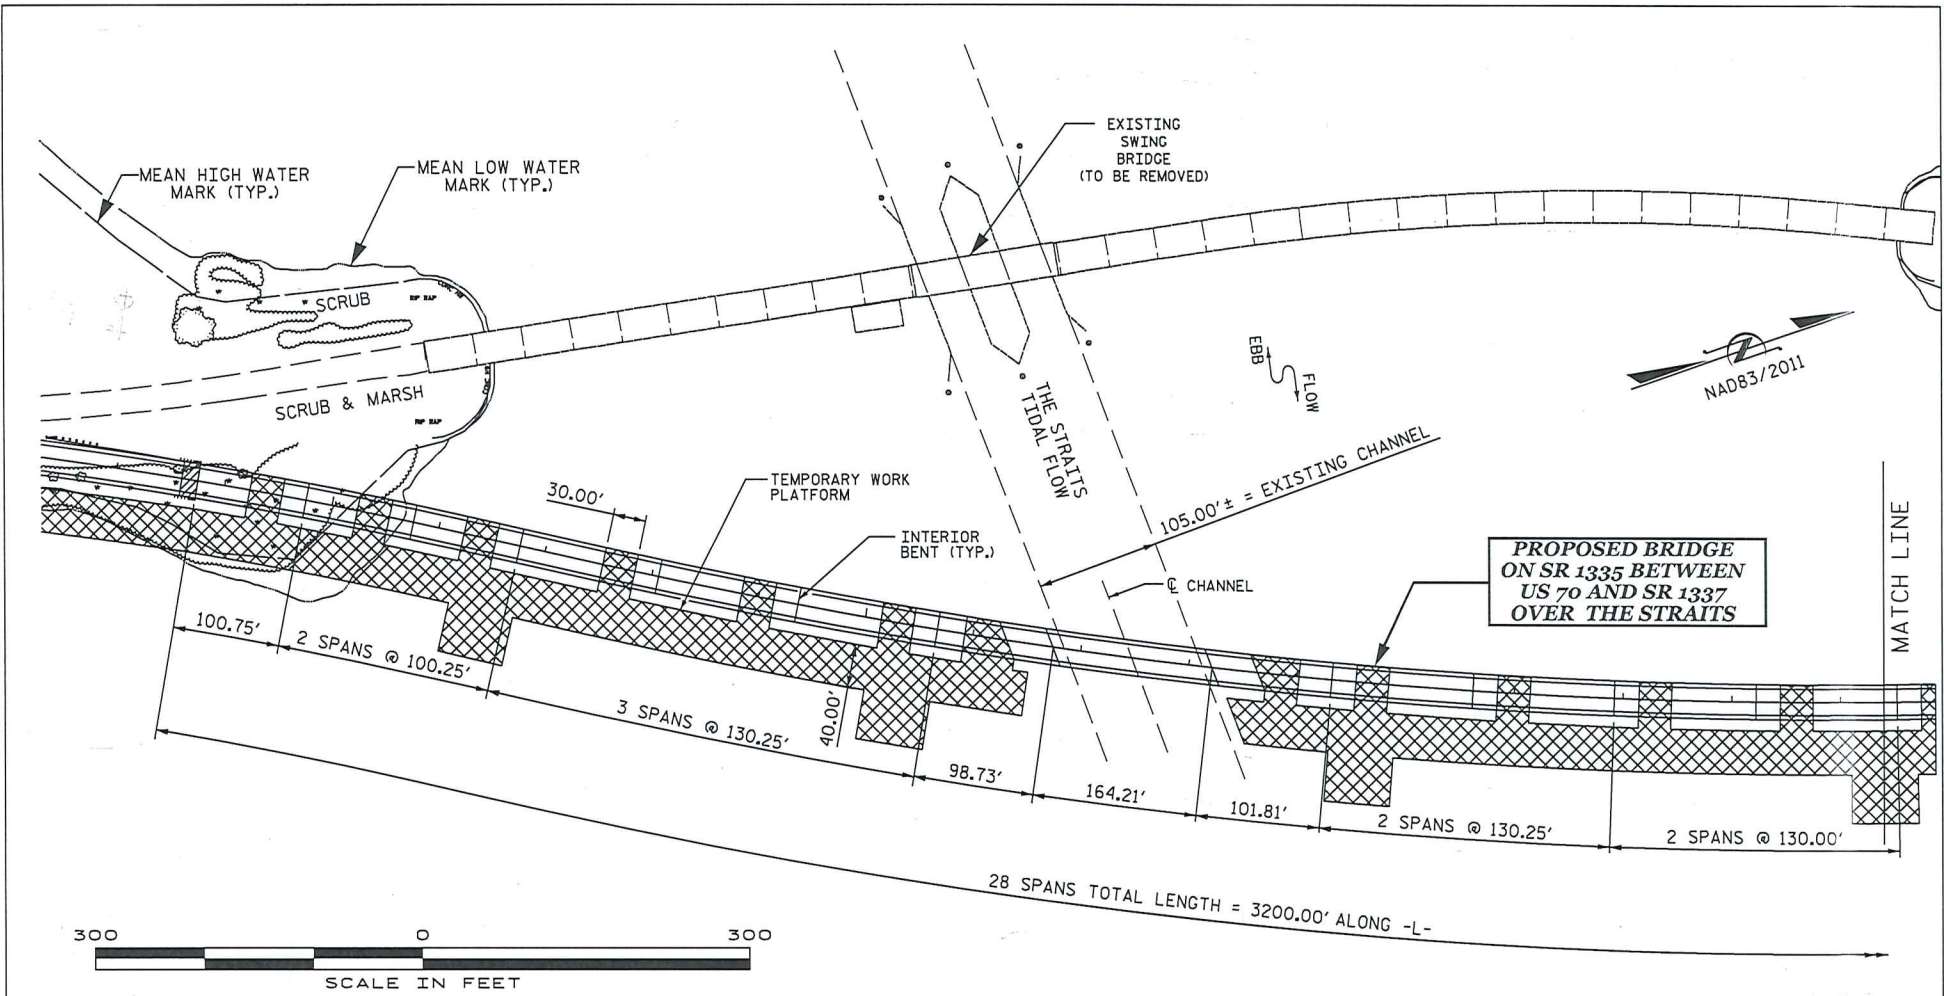 EXISTING
SWING
BRIDGE
(TO BE REMOVED)
MEAN HIGH WATER
MARK (TYP.)
MEAN LOW WATER
MARK (TYP.)
SCRUB
RIP RAP
SCRUB & MARSH
RIP RAP
EBB
FLOW
NAD83/2011
THE STRAITS
TIDAL FLOW
105.00'± = EXISTING CHANNEL
TEMPORARY WORK
PLATFORM
30.00'
INTERIOR
BENT (TYP.)
℄ CHANNEL
PROPOSED BRIDGE
ON SR 1335 BETWEEN
US 70 AND SR 1337
OVER THE STRAITS
MATCH LINE
100.75'
2 SPANS @ 100.25'
3 SPANS @ 130.25'
40.00'
98.73'
164.21'
101.81'
2 SPANS @ 130.25'
2 SPANS @ 130.00'
28 SPANS TOTAL LENGTH = 3200.00' ALONG -L-
300 0 300
SCALE IN FEET